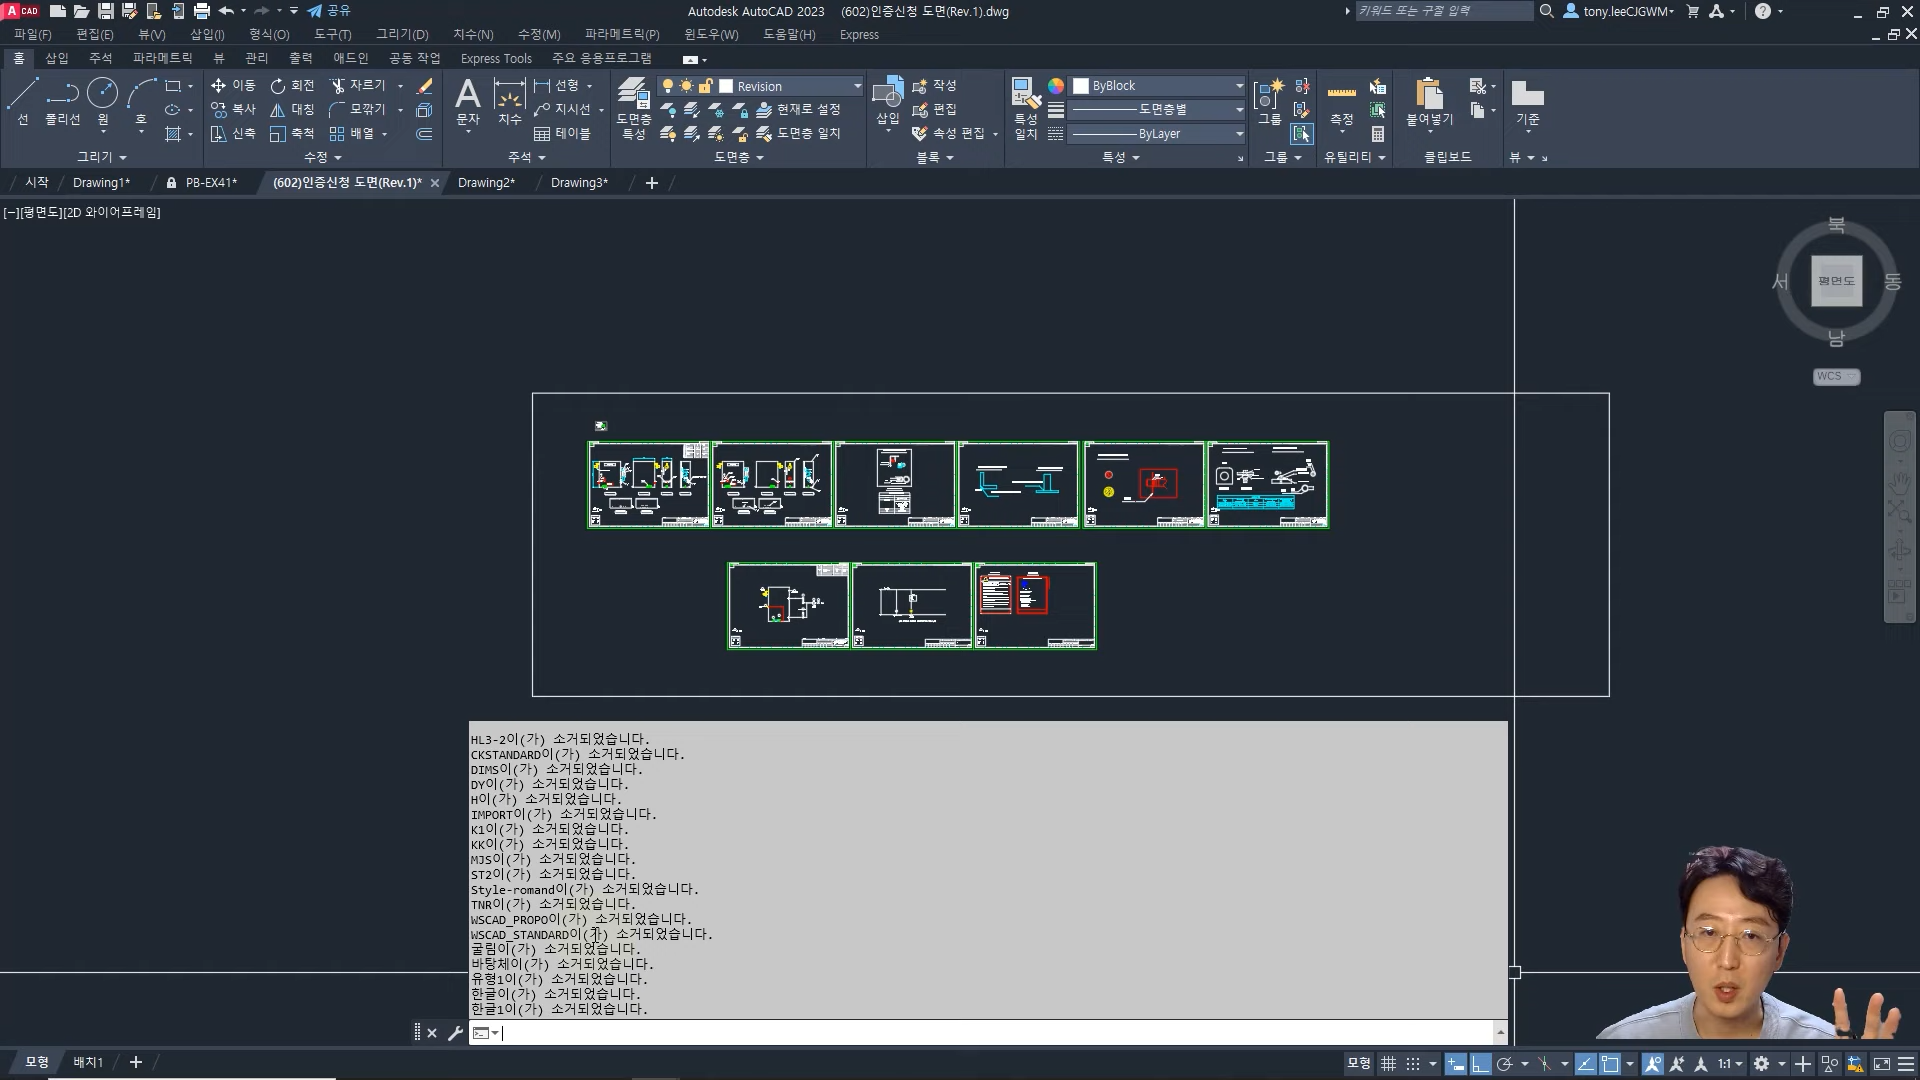 CAD
공유
Autodesk AutoCAD 2023
(602)인증신청 도면(Rev.1).dwg
키워드 또는 구절 입력
tony.leeCJGWM
파일(F)
편집(E)
뷰(V)
삽입(I)
형식(O)
도구(T)
그리기(D)
치수(N)
수정(M)
파라메트릭(P)
윈도우(W)
도움말(H)
Express
홈
삽입
주석
파라메트릭
뷰
관리
출력
애드인
공동 작업
Express Tools
주요 응용프로그램
선
폴리선
원
호
그리기
이동
회전
자르기
복사
대칭
모깎기
신축
축척
배열
수정
문자
치수
선형
지시선
테이블
주석
도면층
특성
Revision
현재로 설정
도면층 일치
도면층
삽입
작성
편집
속성 편집
블록
특성
일치
ByBlock
도면층별
ByLayer
특성
그룹
그룹
측정
유틸리티
붙여넣기
클립보드
기준
뷰
시작
Drawing1*
PB-EX41*
(602)인증신청 도면(Rev.1)*
Drawing2*
Drawing3*
[−][평면도][2D 와이어프레임]
북
서
평면도
동
남
WCS
HL3-2이(가) 소거되었습니다.
CKSTANDARD이(가) 소거되었습니다.
DIMS이(가) 소거되었습니다.
DY이(가) 소거되었습니다.
H이(가) 소거되었습니다.
IMPORT이(가) 소거되었습니다.
K1이(가) 소거되었습니다.
KK이(가) 소거되었습니다.
MJS이(가) 소거되었습니다.
ST2이(가) 소거되었습니다.
Style-romand이(가) 소거되었습니다.
TNR이(가) 소거되었습니다.
WSCAD_PROPO이(가) 소거되었습니다.
WSCAD_STANDARD이(가) 소거되었습니다.
굴림이(가) 소거되었습니다.
바탕체이(가) 소거되었습니다.
유형1이(가) 소거되었습니다.
한글이(가) 소거되었습니다.
한글1이(가) 소거되었습니다.
모형
배치1
모형
1:1